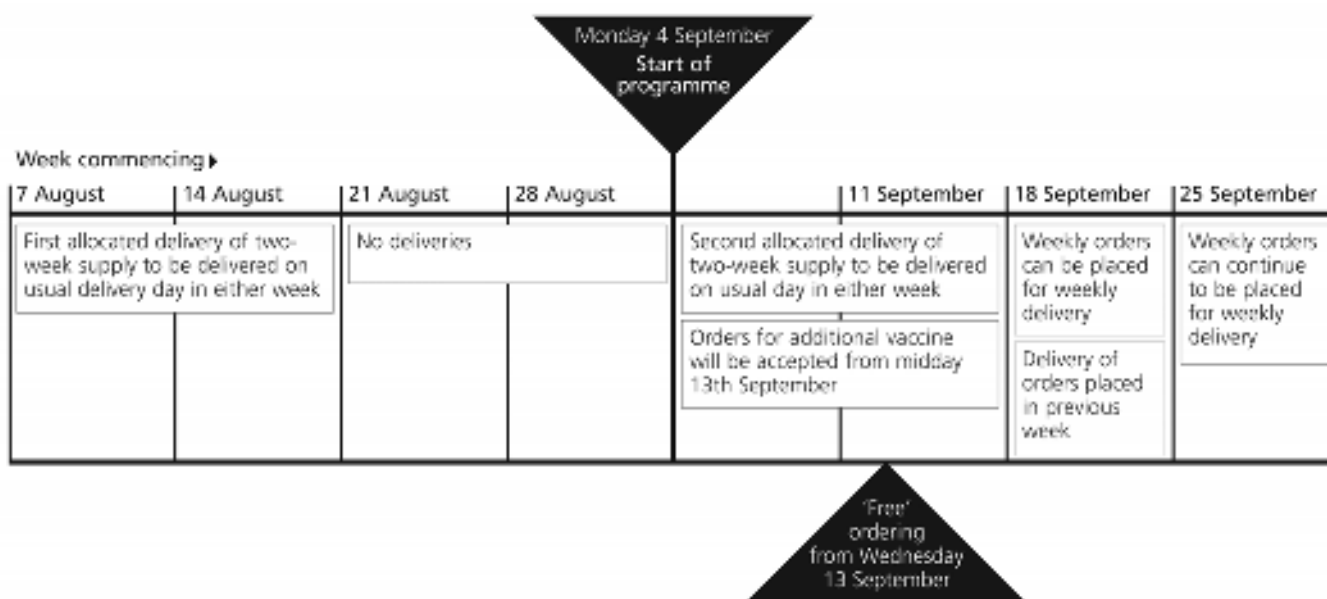 Monday 4 September
Start of
programme
Week commencing
7 August
14 August
21 August
28 August
11 September
18 September
25 September
First allocated delivery of two-
week supply to be delivered on
usual delivery day in either week
No deliveries
Second allocated delivery of
two-week supply to be delivered
on usual day in either week
Orders for additional vaccine
will be accepted from midday
13th September
Weekly orders
can be placed
for weekly
delivery
Delivery of
orders placed
in previous
week
Weekly orders
can continue
to be placed
for weekly
delivery
'Free'
ordering
from Wednesday
13 September